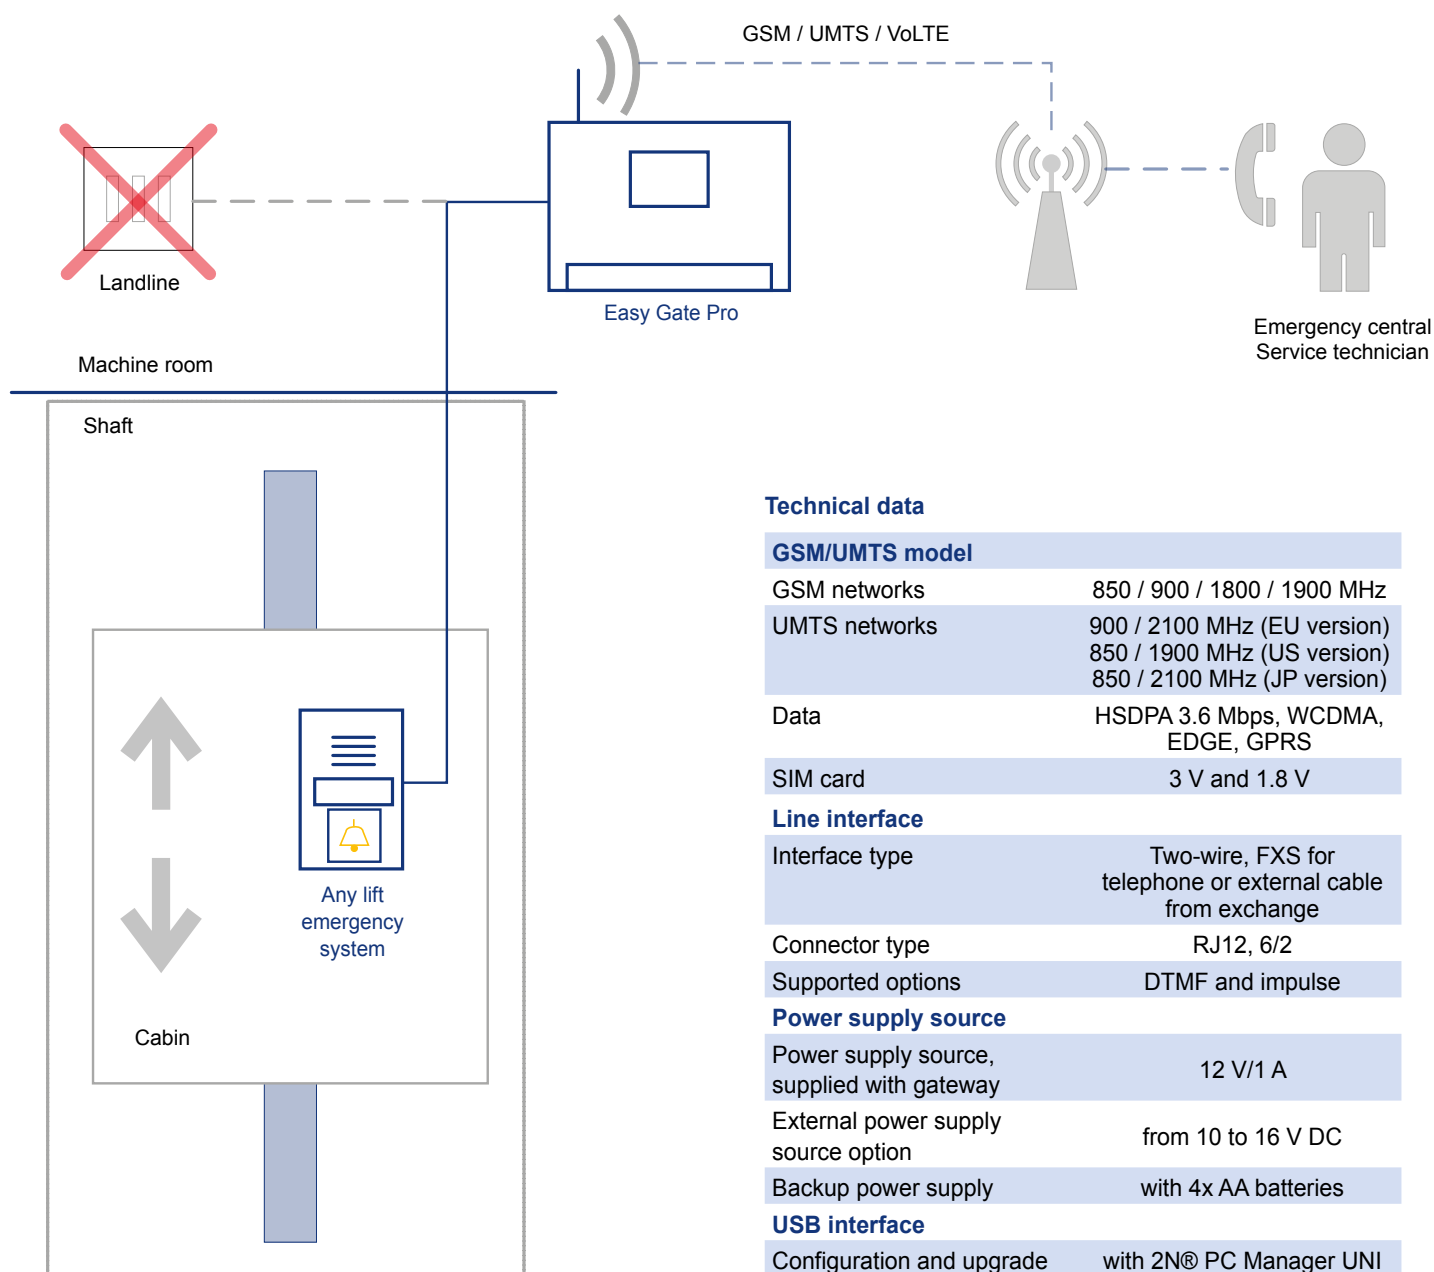 GSM / UMTS / VoLTE
Landline
Easy Gate Pro
Emergency central
Service technician
Machine room
Shaft
Any lift
emergency
system
Cabin
Technical data
GSM/UMTS model
GSM networks 850 / 900 / 1800 / 1900 MHz
UMTS networks 900 / 2100 MHz (EU version)
850 / 1900 MHz (US version)
850 / 2100 MHz (JP version)
Data HSDPA 3.6 Mbps, WCDMA,
EDGE, GPRS
SIM card 3 V and 1.8 V
Line interface
Interface type Two-wire, FXS for
telephone or external cable
from exchange
Connector type RJ12, 6/2
Supported options DTMF and impulse
Power supply source
Power supply source,
supplied with gateway 12 V/1 A
External power supply
source option from 10 to 16 V DC
Backup power supply with 4x AA batteries
USB interface
Configuration and upgrade with 2N® PC Manager UNI